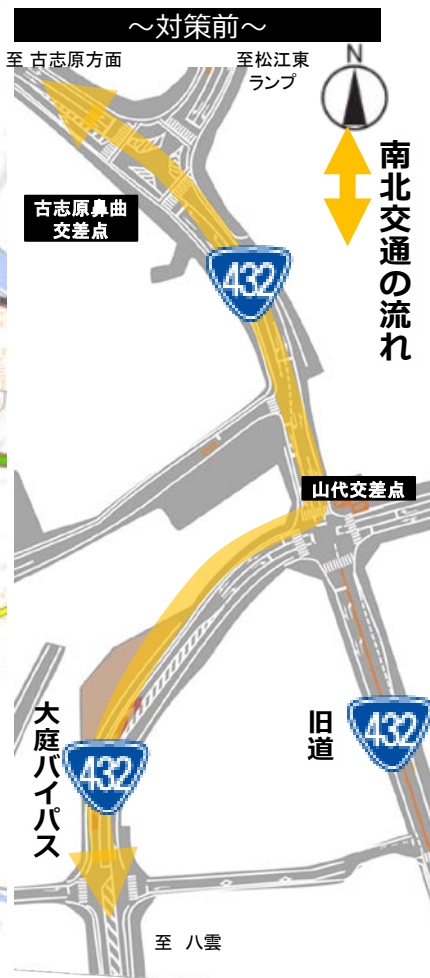 ～対策前～
至 古志原方面
至松江東
ランプ
N
南北交通の流れ
古志原鼻曲
交差点
432
山代交差点
大庭バイパス
432
旧道
432
至 八雲